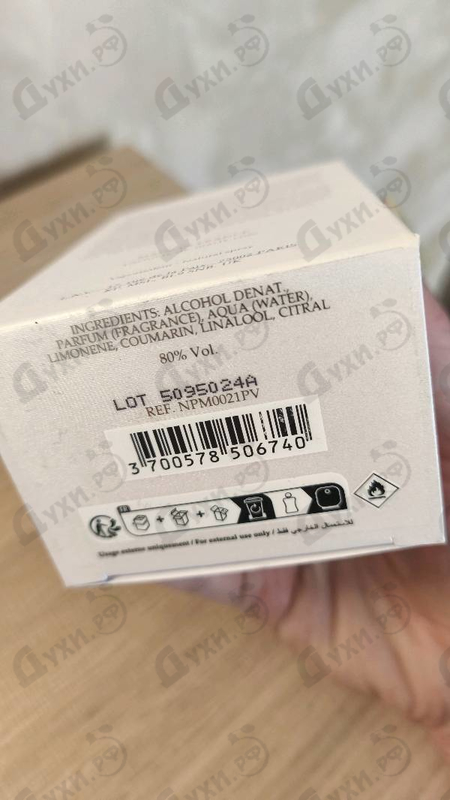 INGREDIENTS: ALCOHOL DENAT.,
PARFUM (FRAGRANCE), AQUA (WATER),
LIMONENE, COUMARIN, LINALOOL, CITRAL
80% Vol.
LOT 5095024A
REF. NPM0021PV
3 700578 506740
FR
Usage externe uniquement / For external use only / للاستعمال الخارجي فقط
Духи.РФ